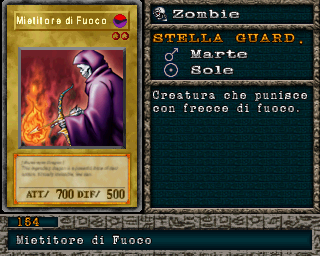 Mietitore di Fuoco
ATT/ 700 DIF/ 500
Zombie
STELLA GUARD.
Marte
Sole
Creatura che punisce
con frecce di fuoco.
154
Mietitore di Fuoco